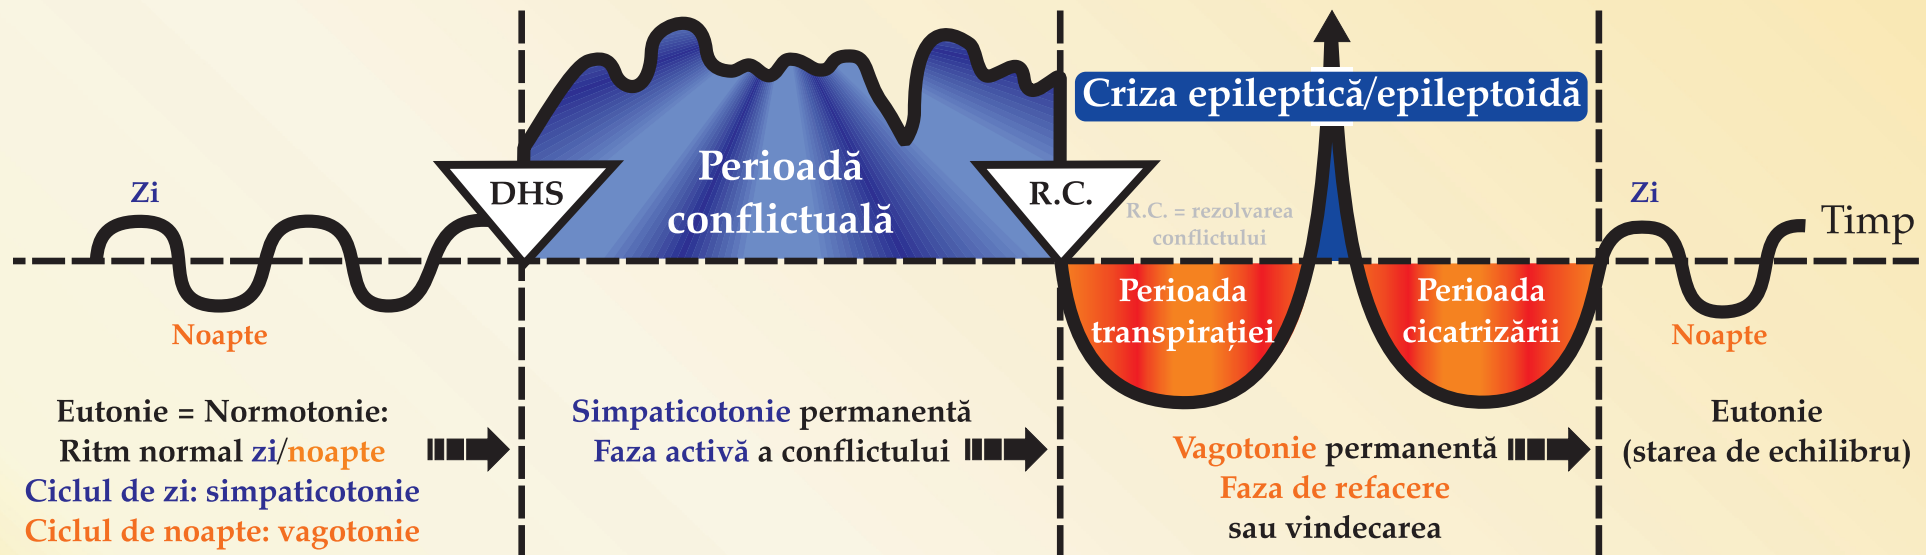 Criza epileptică/epileptoidă
Zi
DHS
Perioadă
conflictuală
R.C.
R.C. = rezolvarea
conflictului
Zi
Timp
Noapte
Perioada
transpirației
Perioada
cicatrizării
Noapte
Eutonie = Normotonie:
Ritm normal zi/noapte
Ciclul de zi: simpaticotonie
Ciclul de noapte: vagotonie
Simpaticotonie permanentă
Faza activă a conflictului
Vagotonie permanentă
Faza de refacere
sau vindecarea
Eutonie
(starea de echilibru)